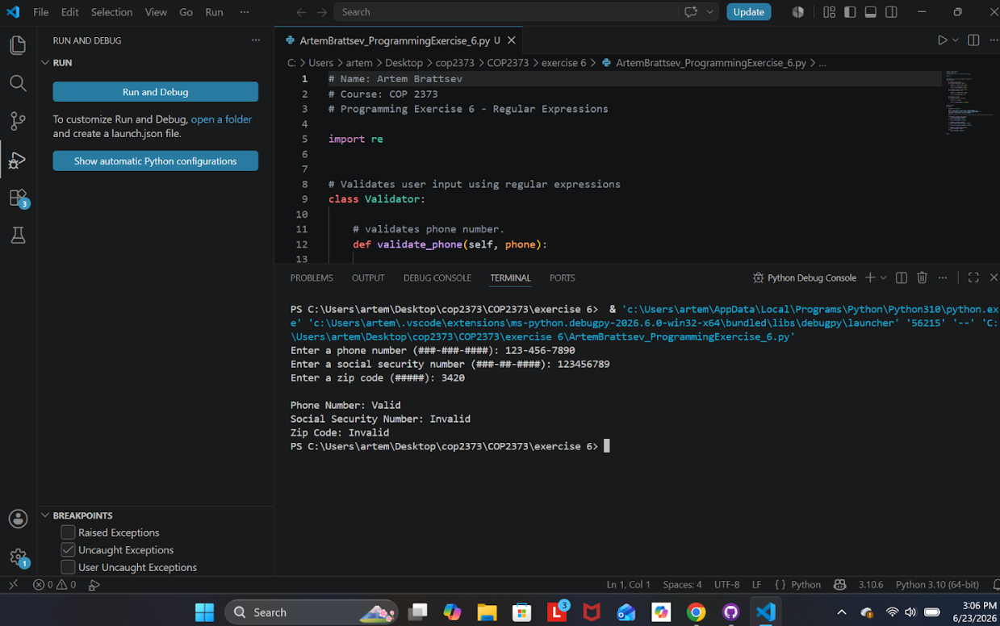 File Edit Selection View Go Run ··· Search Update
RUN AND DEBUG ···
RUN
Run and Debug
To customize Run and Debug, open a folder
and create a launch.json file.
Show automatic Python configurations
3
ArtemBrattsev_ProgrammingExercise_6.py U
C: > Users > artem > Desktop > cop2373 > COP2373 > exercise 6 > ArtemBrattsev_ProgrammingExercise_6.py > ...
1 # Name: Artem Brattsev
2 # Course: COP 2373
3 # Programming Exercise 6 - Regular Expressions
4
5 import re
6
7
8 # Validates user input using regular expressions
9 class Validator:
10
11 # validates phone number.
12 def validate_phone(self, phone):
13
PROBLEMS OUTPUT DEBUG CONSOLE TERMINAL PORTS Python Debug Console
PS C:\Users\artem\Desktop\cop2373\COP2373\exercise 6> & 'c:\Users\artem\AppData\Local\Programs\Python\Python310\python.ex
e' 'c:\Users\artem\.vscode\extensions\ms-python.debugpy-2026.6.0-win32-x64\bundled\libs\debugpy\launcher' '56215' '--' 'C:
\Users\artem\Desktop\cop2373\COP2373\exercise 6\ArtemBrattsev_ProgrammingExercise_6.py'
Enter a phone number (###-###-####): 123-456-7890
Enter a social security number (###-##-####): 123456789
Enter a zip code (#####): 3420
Phone Number: Valid
Social Security Number: Invalid
Zip Code: Invalid
PS C:\Users\artem\Desktop\cop2373\COP2373\exercise 6>
BREAKPOINTS
Raised Exceptions
Uncaught Exceptions
User Uncaught Exceptions
1
0 0 Ln 1, Col 1 Spaces: 4 UTF-8 LF {} Python 3.10.6 Python 3.10 (64-bit)
Search L 3 3:06 PM
6/23/2026